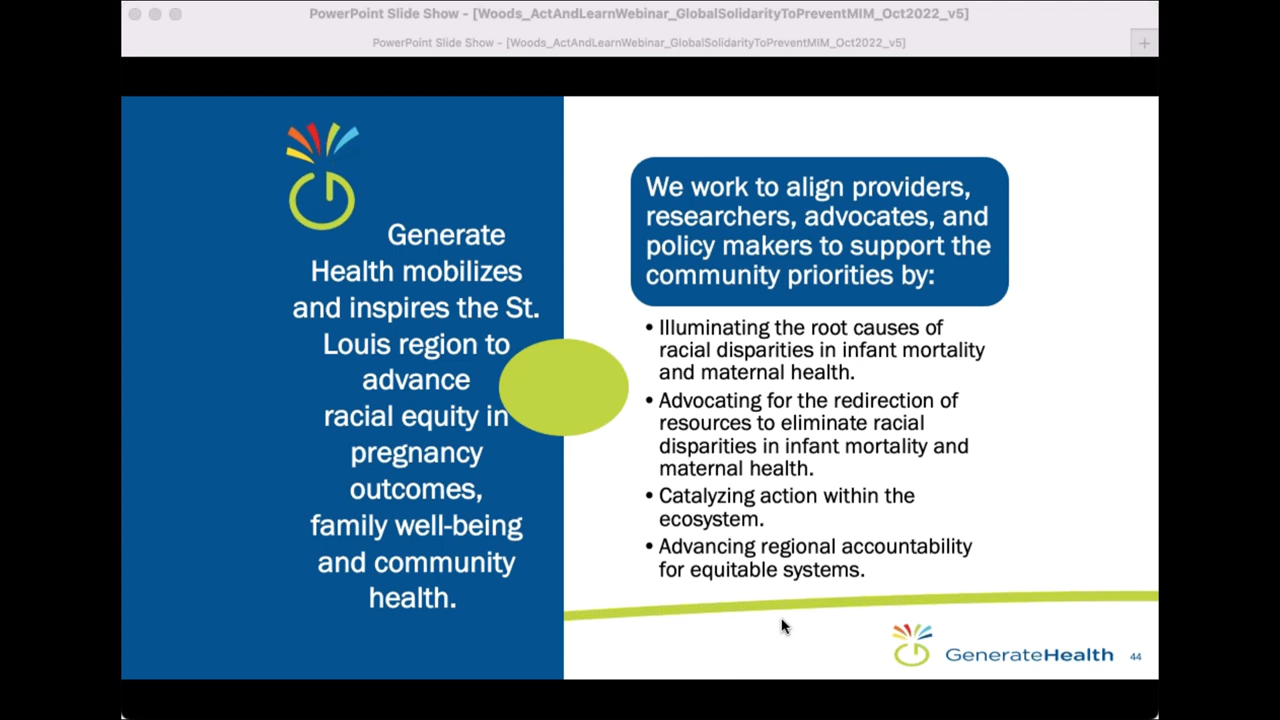 PowerPoint Slide Show - [Woods_ActAndLearnWebinar_GlobalSolidarityToPreventMIM_Oct2022_v5]
PowerPoint Slide Show - [Woods_ActAndLearnWebinar_GlobalSolidarityToPreventMIM_Oct2022_v5]
Generate
Health mobilizes
and inspires the St.
Louis region to
advance
racial equity in
pregnancy
outcomes,
family well-being
and community
health.
We work to align providers,
researchers, advocates, and
policy makers to support the
community priorities by:
• Illuminating the root causes of
racial disparities in infant mortality
and maternal health.
• Advocating for the redirection of
resources to eliminate racial
disparities in infant mortality and
maternal health.
• Catalyzing action within the
ecosystem.
• Advancing regional accountability
for equitable systems.
GenerateHealth 44